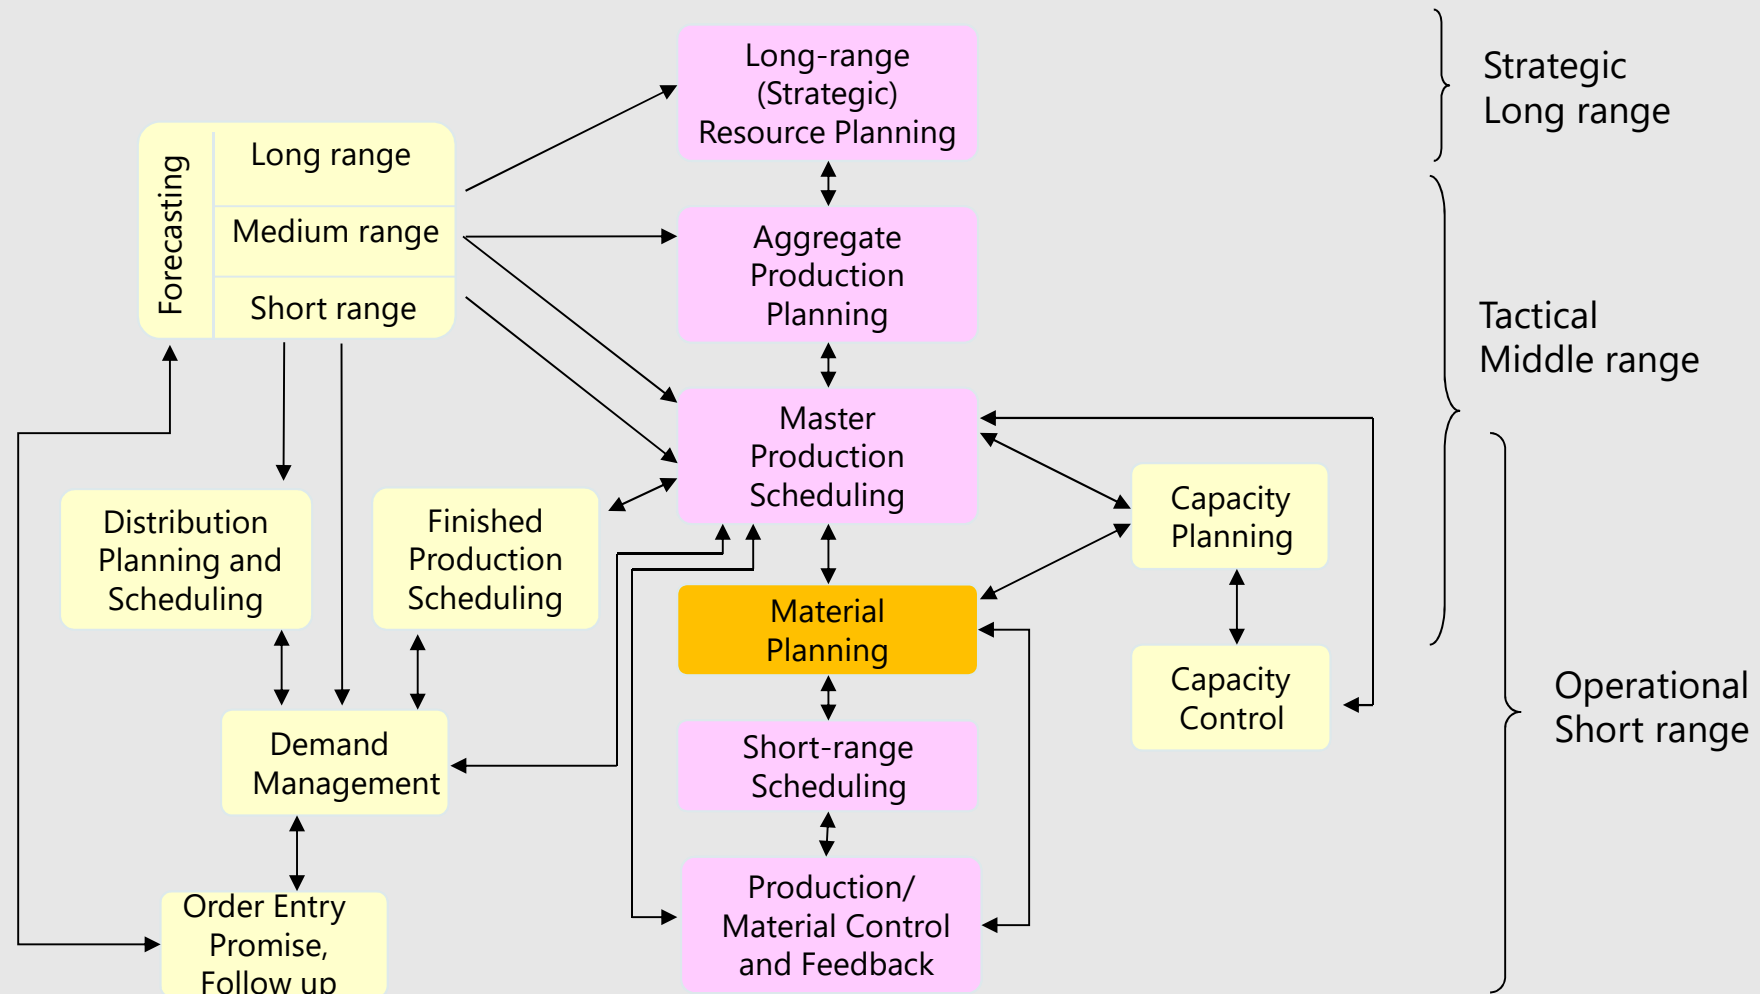 Long-range
(Strategic)
Resource Planning
Strategic
Long range
Forecasting
Long range
Medium range
Short range
Aggregate
Production
Planning
Tactical
Middle range
Master
Production
Scheduling
Distribution
Planning and
Scheduling
Finished
Production
Scheduling
Capacity
Planning
Material
Planning
Capacity
Control
Operational
Short range
Demand
Management
Short-range
Scheduling
Order Entry
Promise,
Follow up
Production/
Material Control
and Feedback